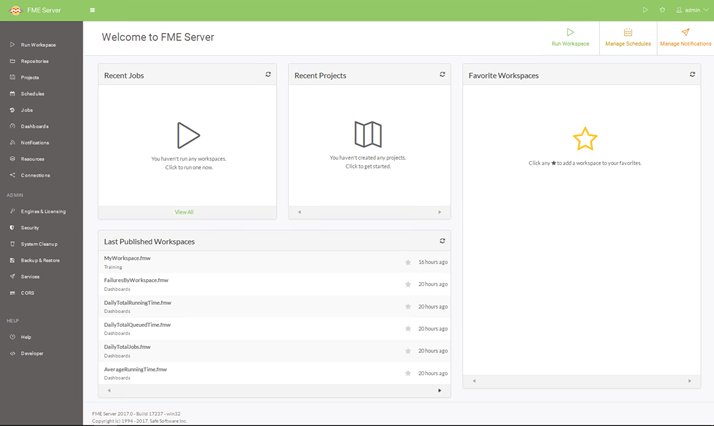 FME Server
admin
Run Workspace
Repositories
Projects
Schedules
Jobs
Dashboards
Notifications
Resources
Connections
ADMIN
Engines & Licensing
Security
System Cleanup
Backup & Restore
Services
CORS
HELP
Help
Developer
Welcome to FME Server
Run Workspace
Manage Schedules
Manage Notifications
Recent Jobs
You haven't run any workspaces.
Click to run one now.
View All
Recent Projects
You haven't created any projects.
Click to get started.
Favorite Workspaces
Click any ★ to add a workspace to your favorites.
Last Published Workspaces
MyWorkspace.fmw
Training
16 hours ago
FailuresByWorkspace.fmw
Dashboards
20 hours ago
DailyTotalRunningTime.fmw
Dashboards
20 hours ago
DailyTotalQueuedTime.fmw
Dashboards
20 hours ago
DailyTotalJobs.fmw
Dashboards
20 hours ago
AverageRunningTime.fmw
Dashboards
20 hours ago
FME Server 2017.0 - Build 17237 - win32
Copyright (c) 1994 - 2017, Safe Software Inc.